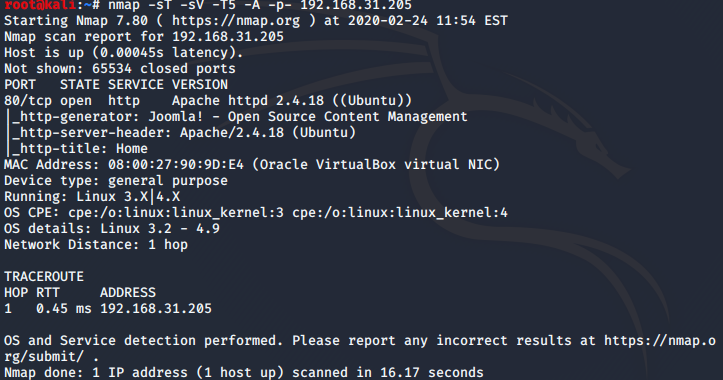 root@kali:~# nmap -sT -sV -T5 -A -p- 192.168.31.205
Starting Nmap 7.80 ( https://nmap.org ) at 2020-02-24 11:54 EST
Nmap scan report for 192.168.31.205
Host is up (0.00045s latency).
Not shown: 65534 closed ports
PORT   STATE SERVICE VERSION
80/tcp open  http    Apache httpd 2.4.18 ((Ubuntu))
|_http-generator: Joomla! - Open Source Content Management
|_http-server-header: Apache/2.4.18 (Ubuntu)
|_http-title: Home
MAC Address: 08:00:27:90:9D:E4 (Oracle VirtualBox virtual NIC)
Device type: general purpose
Running: Linux 3.X|4.X
OS CPE: cpe:/o:linux:linux_kernel:3 cpe:/o:linux:linux_kernel:4
OS details: Linux 3.2 - 4.9
Network Distance: 1 hop
TRACEROUTE
HOP RTT     ADDRESS
1   0.45 ms 192.168.31.205
OS and Service detection performed. Please report any incorrect results at https://nmap.o
rg/submit/ .
Nmap done: 1 IP address (1 host up) scanned in 16.17 seconds